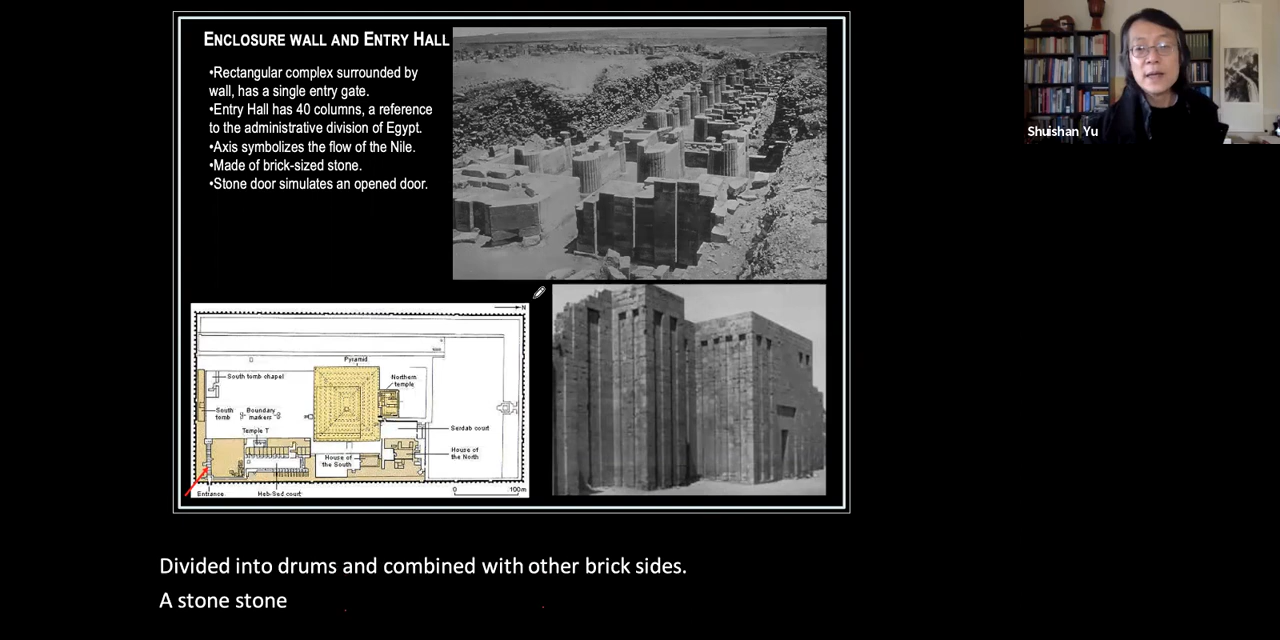 ENCLOSURE WALL AND ENTRY HALL
•Rectangular complex surrounded by
wall, has a single entry gate.
•Entry Hall has 40 columns, a reference
to the administrative division of Egypt.
•Axis symbolizes the flow of the Nile.
•Made of brick-sized stone.
•Stone door simulates an opened door.
Shuishan Yu
N
Pyramid
South tomb chapel
Northern
temple
South
tomb
Boundary
markers
Temple T
Serdab court
House of
the South
House of
the North
Entrance
Heb-Sed court
0 100m
Divided into drums and combined with other brick sides.
A stone stone